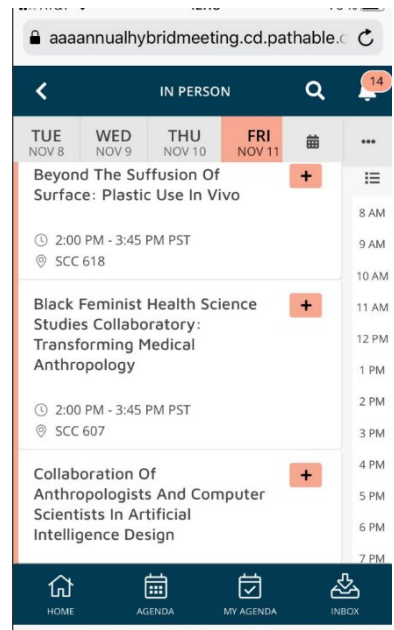 aaaannualhybridmeeting.cd.pathable.c
IN PERSON
14
TUE WED THU FRI
NOV 8 NOV 9 NOV 10 NOV 11
Beyond The Suffusion Of
Surface: Plastic Use In Vivo
2:00 PM - 3:45 PM PST
SCC 618
Black Feminist Health Science
Studies Collaboratory:
Transforming Medical
Anthropology
2:00 PM - 3:45 PM PST
SCC 607
Collaboration Of
Anthropologists And Computer
Scientists In Artificial
Intelligence Design
8 AM
9 AM
10 AM
11 AM
12 PM
1 PM
2 PM
3 PM
4 PM
5 PM
6 PM
7 PM
HOME AGENDA MY AGENDA INBOX